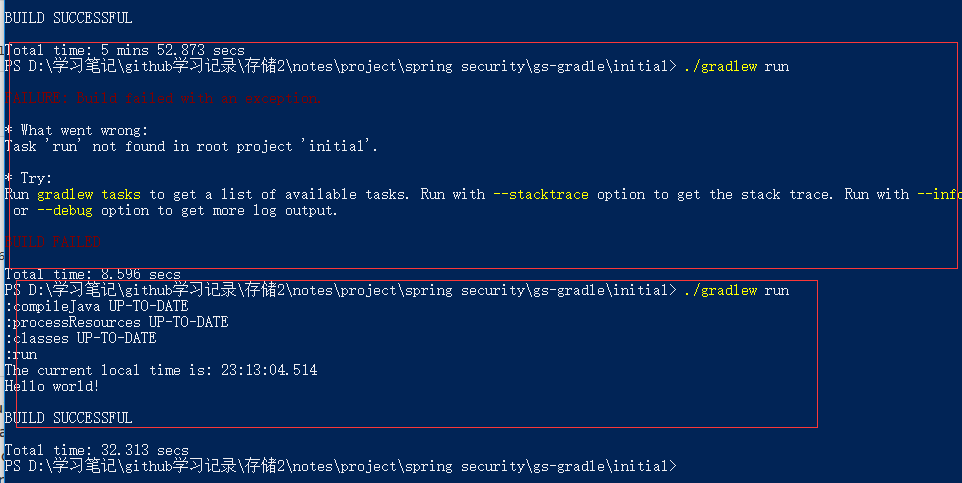 BUILD SUCCESSFUL
Total time: 5 mins 52.873 secs
PS D:\学习笔记\github学习记录\存储2\notes\project\spring security\gs-gradle\initial> ./gradlew run
FAILURE: Build failed with an exception.
* What went wrong:
Task 'run' not found in root project 'initial'.
* Try:
Run gradlew tasks to get a list of available tasks. Run with --stacktrace option to get the stack trace. Run with --info
or --debug option to get more log output.
BUILD FAILED
Total time: 8.596 secs
PS D:\学习笔记\github学习记录\存储2\notes\project\spring security\gs-gradle\initial> ./gradlew run
:compileJava UP-TO-DATE
:processResources UP-TO-DATE
:classes UP-TO-DATE
:run
The current local time is: 23:13:04.514
Hello world!
BUILD SUCCESSFUL
Total time: 32.313 secs
PS D:\学习笔记\github学习记录\存储2\notes\project\spring security\gs-gradle\initial>